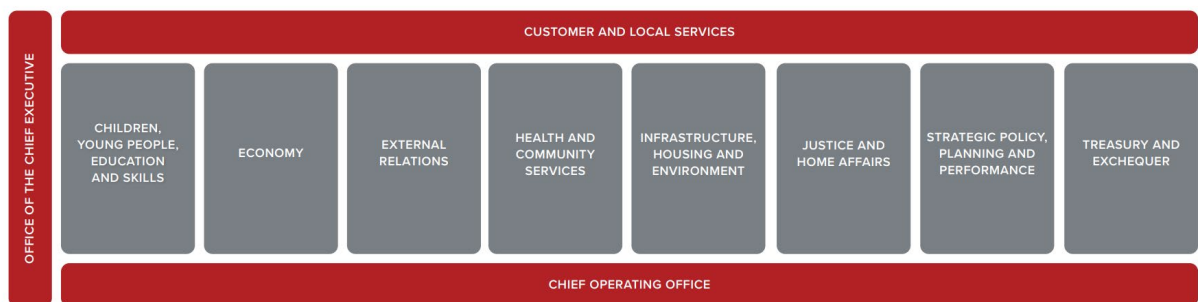 OFFICE OF THE CHIEF EXECUTIVE
CUSTOMER AND LOCAL SERVICES
CHILDREN,
YOUNG PEOPLE,
EDUCATION
AND SKILLS
ECONOMY
EXTERNAL
RELATIONS
HEALTH AND
COMMUNITY
SERVICES
INFRASTRUCTURE,
HOUSING AND
ENVIRONMENT
JUSTICE AND
HOME AFFAIRS
STRATEGIC POLICY,
PLANNING AND
PERFORMANCE
TREASURY AND
EXCHEQUER
CHIEF OPERATING OFFICE